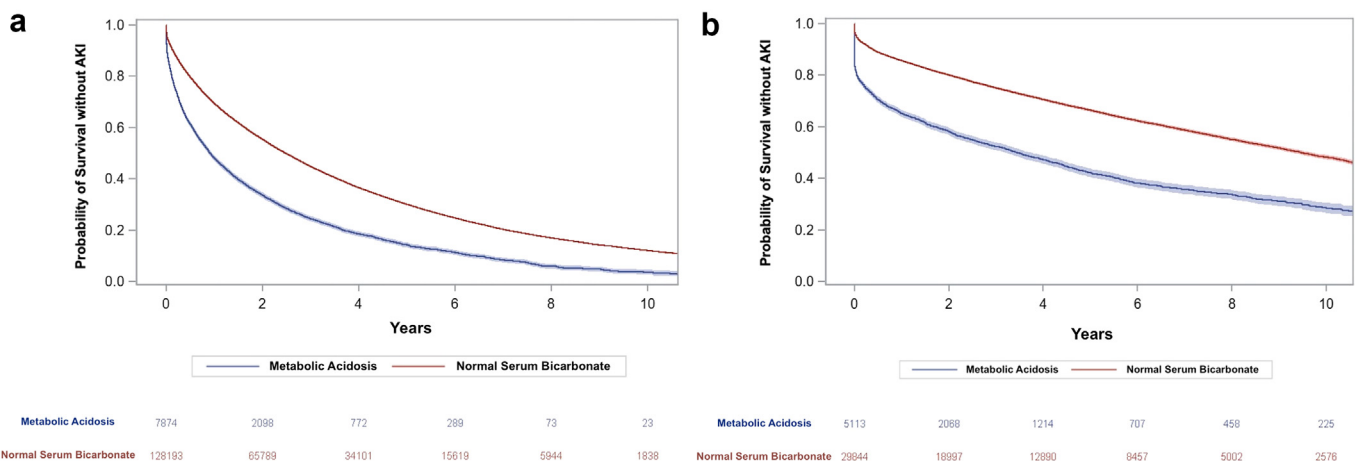 a
Probability of Survival without AKI
1.0
0.8
0.6
0.4
0.2
0.0
0 2 4 6 8 10
Years
Metabolic Acidosis Normal Serum Bicarbonate
Metabolic Acidosis 7874 2098 772 289 73 23
Normal Serum Bicarbonate 128193 65789 34101 15619 5944 1838
b
Probability of Survival without AKI
1.0
0.8
0.6
0.4
0.2
0.0
0 2 4 6 8 10
Years
Metabolic Acidosis Normal Serum Bicarbonate
Metabolic Acidosis 5113 2068 1214 707 458 225
Normal Serum Bicarbonate 29844 18997 12890 8457 5002 2576